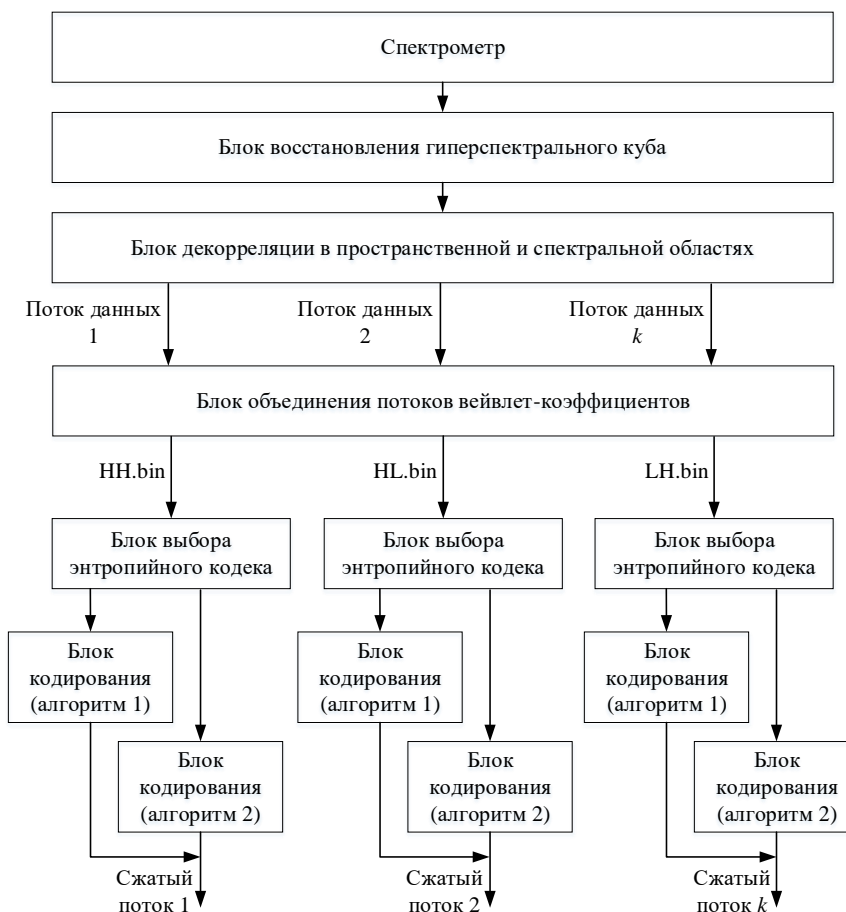 Спектрометр
Блок восстановления гиперспектрального куба
Блок декорреляции в пространственной и спектральной областях
Поток данных
1
Поток данных
2
Поток данных
k
Блок объединения потоков вейвлет-коэффициентов
HH.bin
HL.bin
LH.bin
Блок выбора
энтропийного кодека
Блок выбора
энтропийного кодека
Блок выбора
энтропийного кодека
Блок
кодирования
(алгоритм 1)
Блок
кодирования
(алгоритм 1)
Блок
кодирования
(алгоритм 1)
Блок
кодирования
(алгоритм 2)
Блок
кодирования
(алгоритм 2)
Блок
кодирования
(алгоритм 2)
Сжатый
поток 1
Сжатый
поток 2
Сжатый
поток k